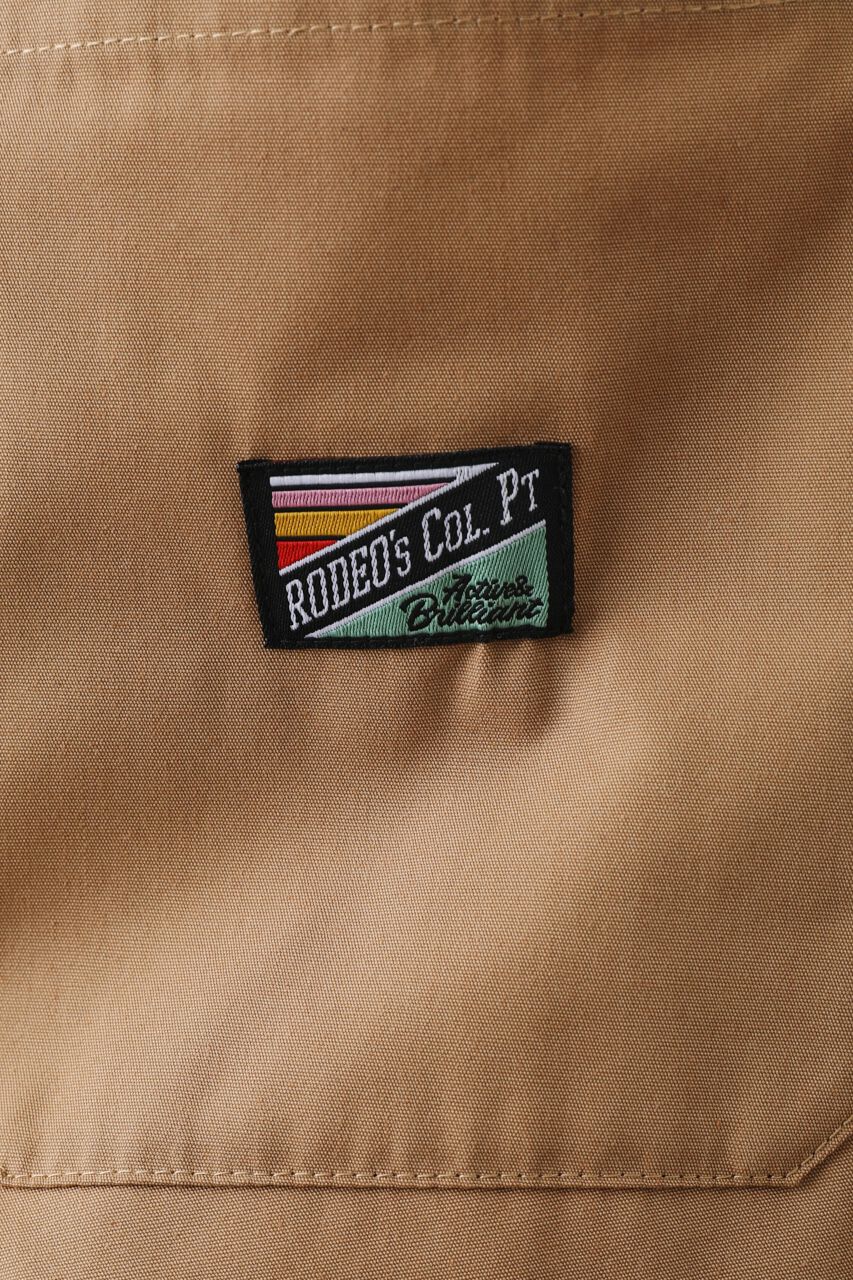 RODEO'S COL. PT
Active&
Brilliant